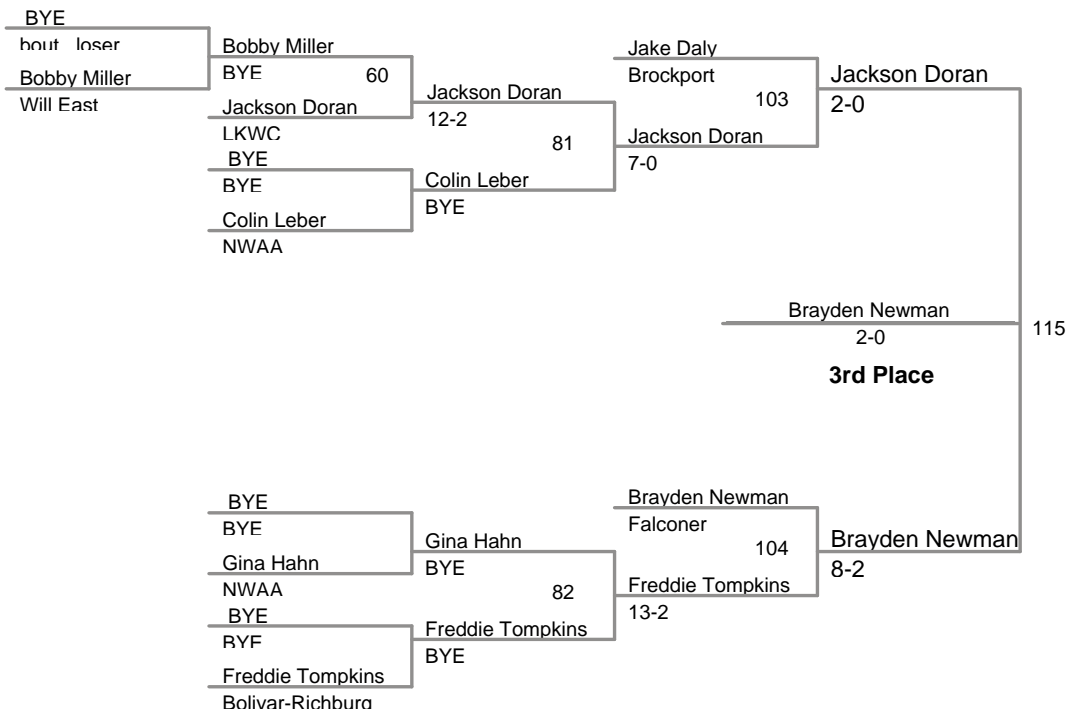 BYE
bout loser
Bobby Miller
Will East
Bobby Miller
BYE
60
Jackson Doran
LKWC
BYE
BYE
Colin Leber
NWAA
Jackson Doran
12-2
81
Colin Leber
BYE
Jake Daly
Brockport
103
Jackson Doran
7-0
Jackson Doran
2-0
Brayden Newman
2-0
115
3rd Place
BYE
BYE
Gina Hahn
NWAA
BYE
BYE
Freddie Tompkins
Bolivar-Richburg
Gina Hahn
BYE
82
Freddie Tompkins
BYE
Brayden Newman
Falconer
104
Freddie Tompkins
13-2
Brayden Newman
8-2